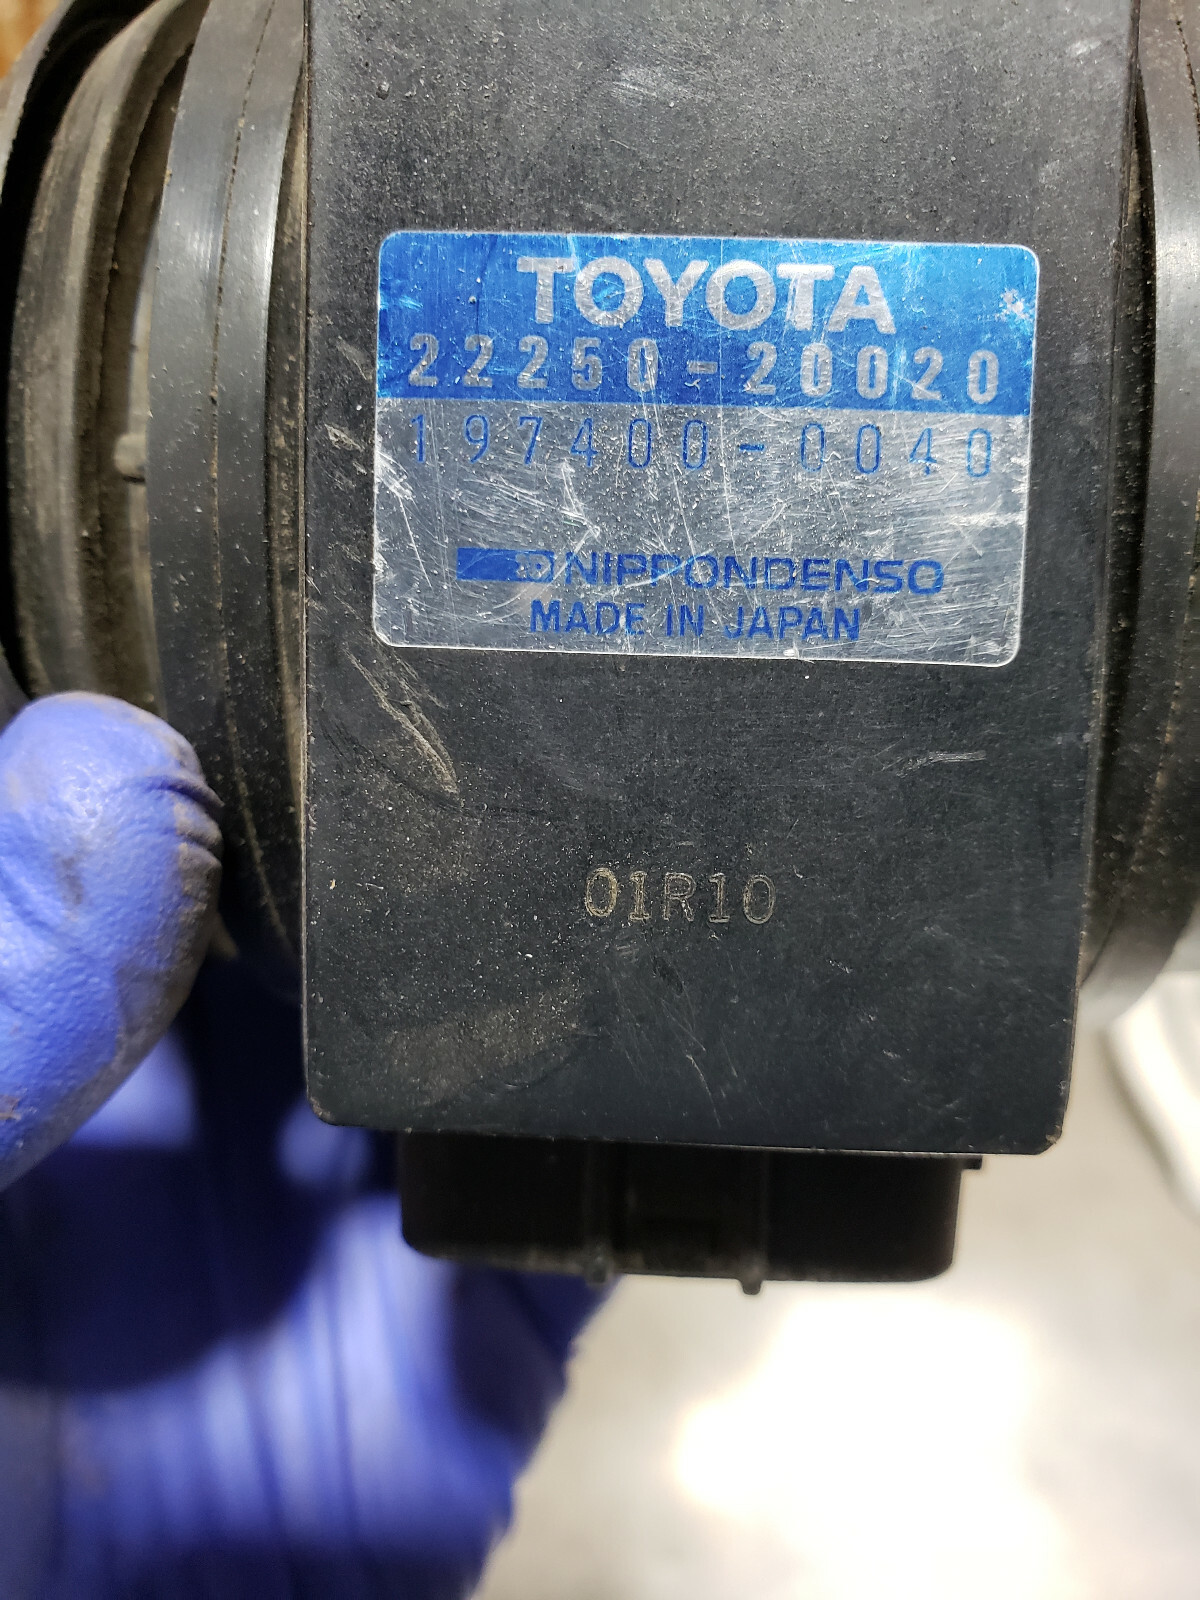 TOYOTA
22250-20020
197400-0040
NIPPONDENSO
MADE IN JAPAN
01R10